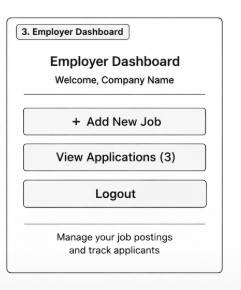 3. Employer Dashboard
Employer Dashboard
Welcome, Company Name
+ Add New Job
View Applications (3)
Logout
Manage your job postings
and track applicants